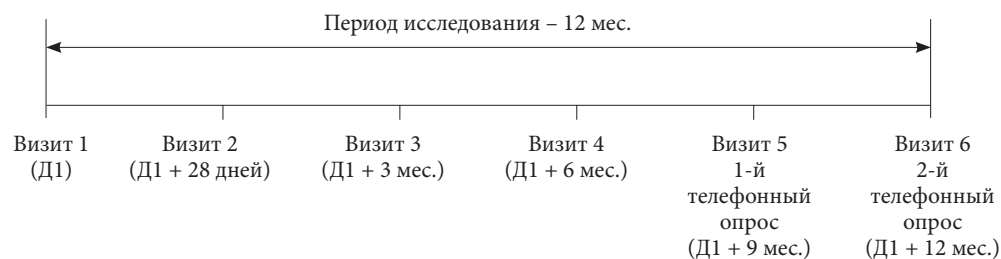 Период исследования – 12 мес.
Визит 1
(Д1)
Визит 2
(Д1 + 28 дней)
Визит 3
(Д1 + 3 мес.)
Визит 4
(Д1 + 6 мес.)
Визит 5
1-й
телефонный
опрос
(Д1 + 9 мес.)
Визит 6
2-й
телефонный
опрос
(Д1 + 12 мес.)